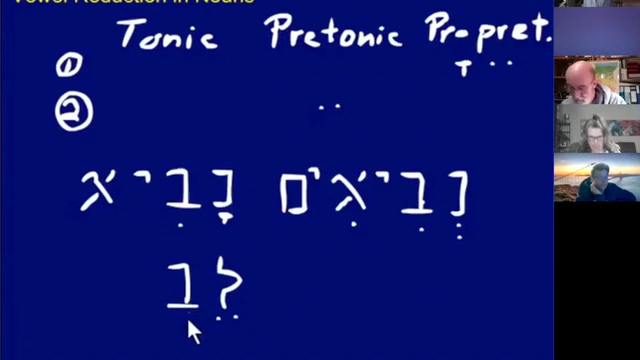 Vowel Reduction in Nouns
Tonic Pretonic Pro-pret.
① ָ ֵ
② ֵ
נְבִיאִים נָבִיא
לֵב